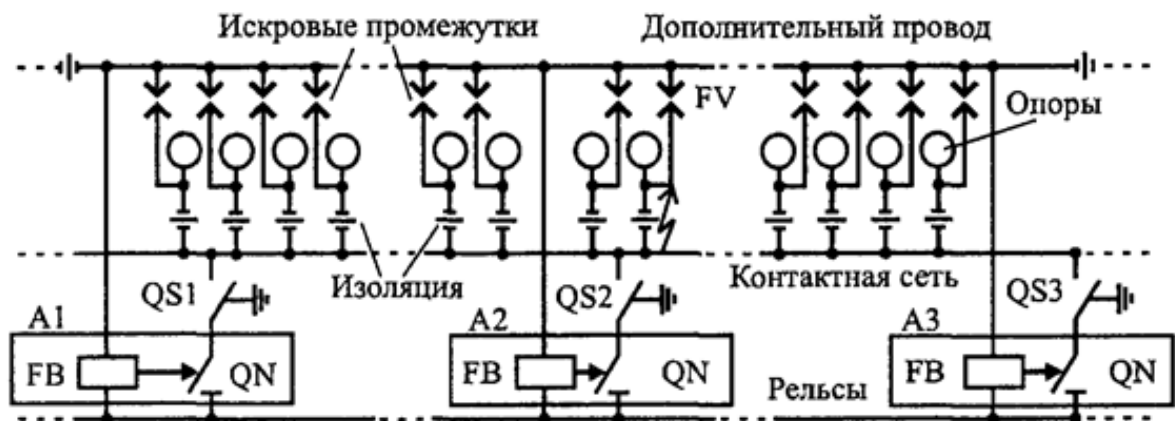 Искровые промежутки
Дополнительный провод
FV
Опоры
Изоляция
Контактная сеть
QS1
QS2
QS3
A1
A2
A3
FB
QN
FB
QN
FB
QN
Рельсы